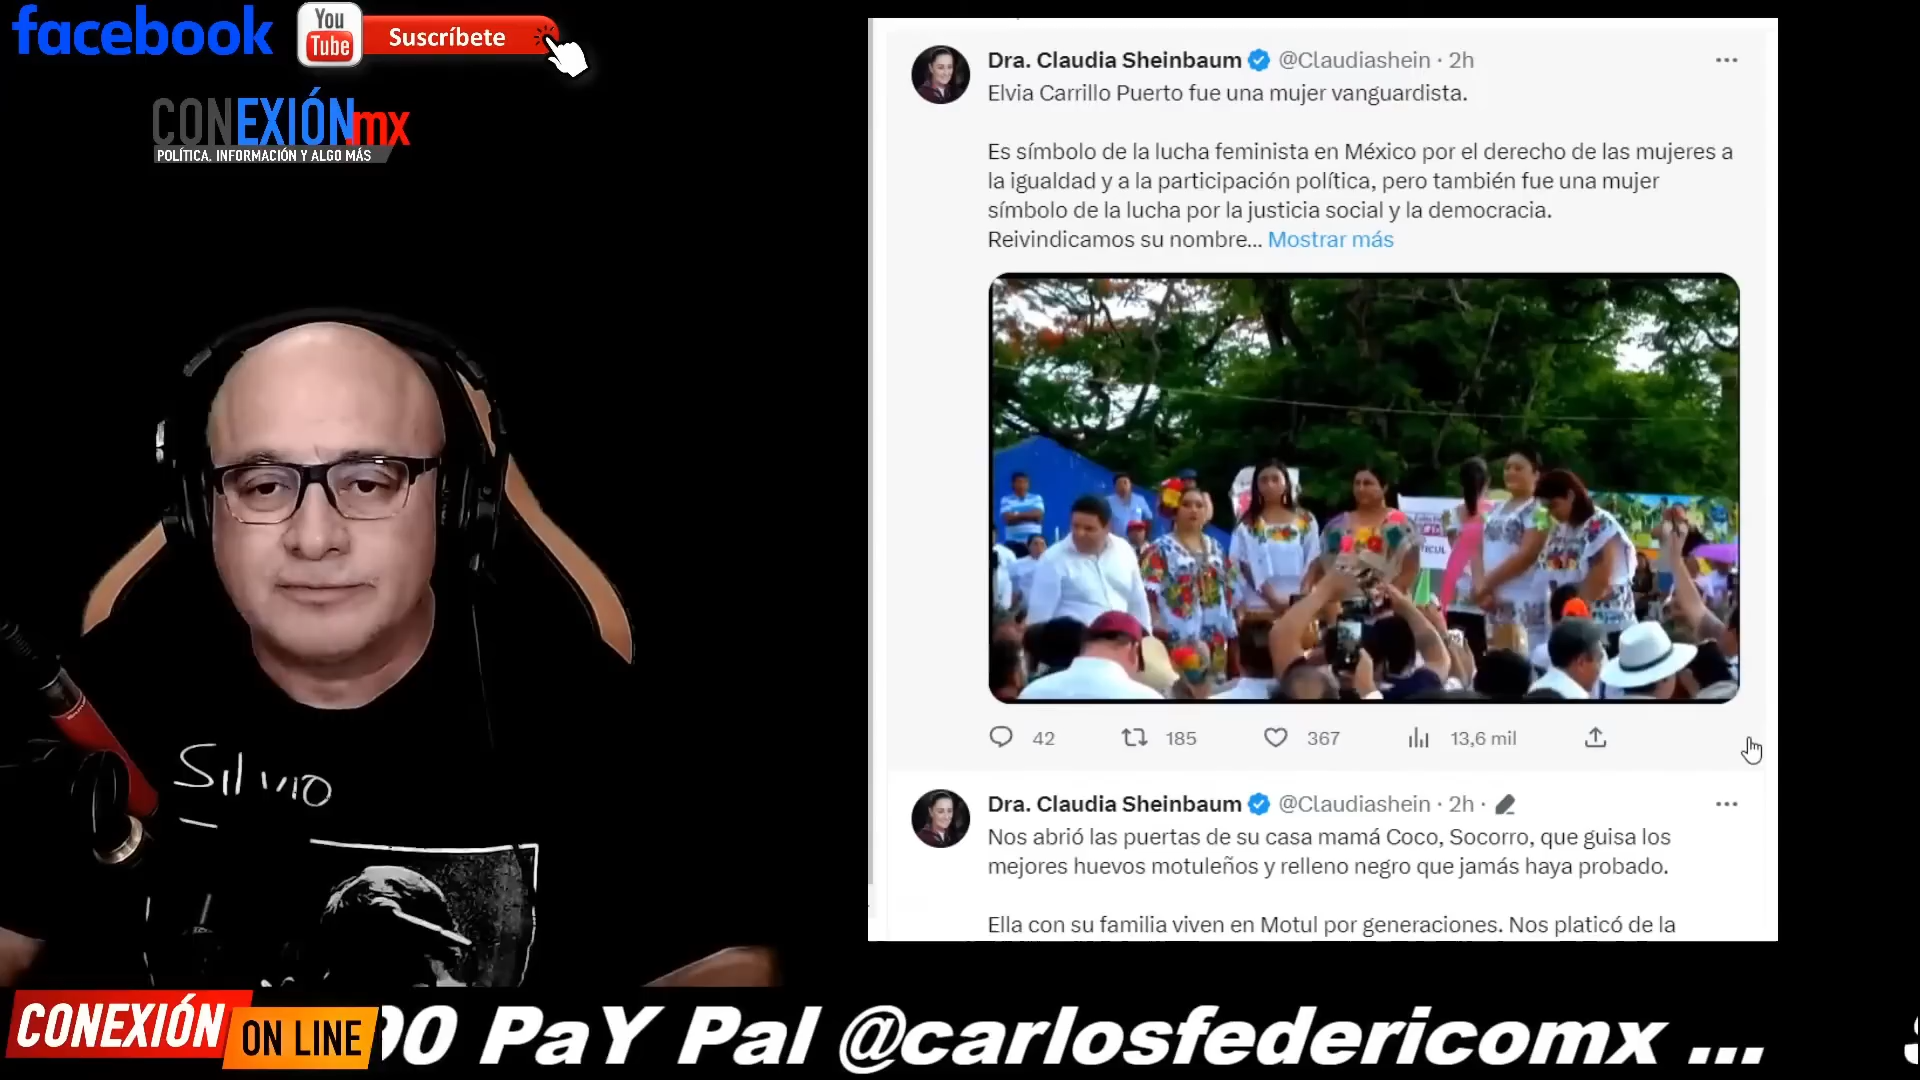 facebook
You
Tube
Suscríbete
CONEXIÓN.mx
POLÍTICA. INFORMACIÓN Y ALGO MÁS
Dra. Claudia Sheinbaum @Claudiashein · 2h
Elvia Carrillo Puerto fue una mujer vanguardista.
Es símbolo de la lucha feminista en México por el derecho de las mujeres a
la igualdad y a la participación política, pero también fue una mujer
símbolo de la lucha por la justicia social y la democracia.
Reivindicamos su nombre... Mostrar más
42 185 367 13,6 mil
Dra. Claudia Sheinbaum @Claudiashein · 2h ·
Nos abrió las puertas de su casa mamá Coco, Socorro, que guisa los
mejores huevos motuleños y relleno negro que jamás haya probado.
Ella con su familia viven en Motul por generaciones. Nos platicó de la
Silvio
CONEXIÓN
ON LINE
00 PaY Pal @carlosfedericomx ...